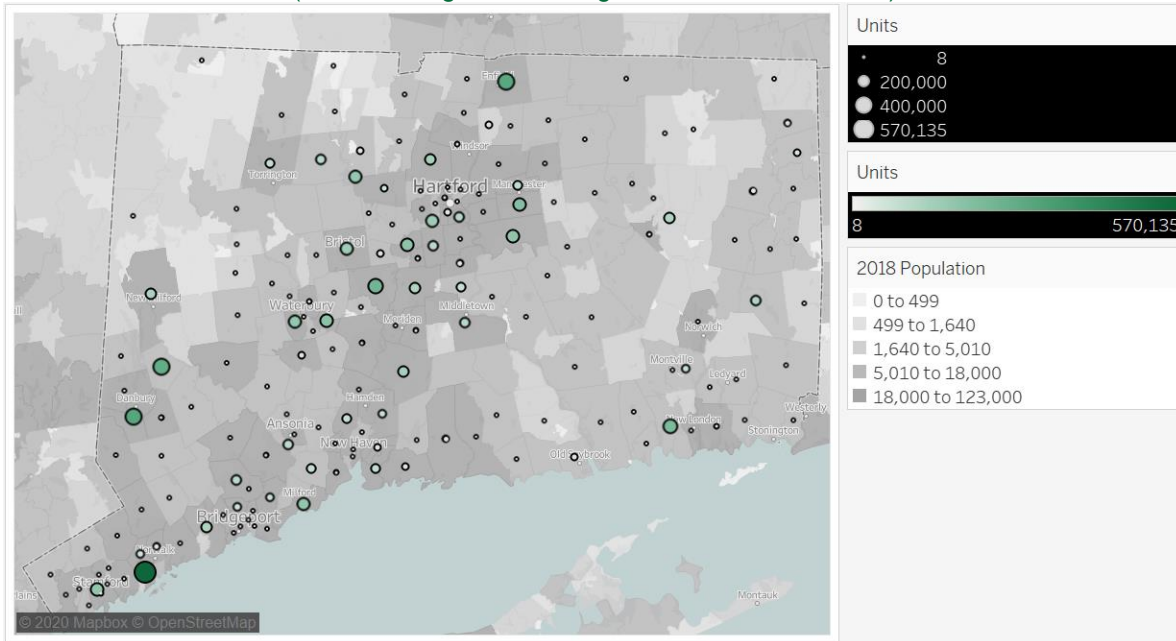 Units
8
200,000
400,000
570,135
Units
8 570,135
2018 Population
0 to 499
499 to 1,640
1,640 to 5,010
5,010 to 18,000
18,000 to 123,000
Windsor
Torrington
Hartford
Manchester
Bristol
New Milford
Waterbury
Middletown
Meriden
Norwich
Montville
Ledyard
Danbury
Hamden
Ansonia
New London
Westerly
Stonington
New Haven
Old Saybrook
Milford
Bridgeport
Norwalk
Stamford
Montauk
© 2020 Mapbox © OpenStreetMap